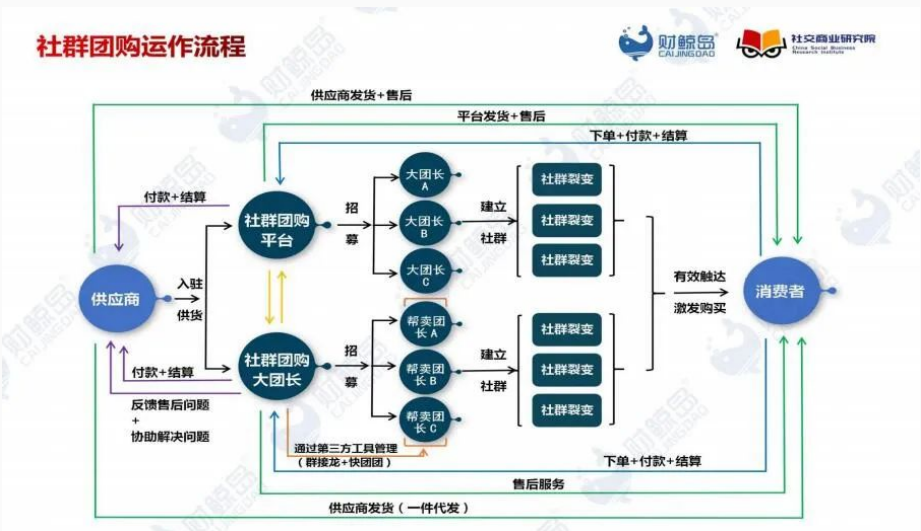 社群团购运作流程
财鲸岛
CAIJINGDAO
社交商业研究院
China Social Business
Research Institute
供应商发货+售后
平台发货+售后
下单+付款+结算
付款+结算
社群团购
平台
招
募
大团长
A
大团长
B
大团长
C
建立
社群
社群裂变
社群裂变
社群裂变
供应商
入驻
供货
有效触达
激发购买
消费者
社群团购
大团长
招
募
帮卖团
长 A
帮卖团
长 B
帮卖团
长 C
建立
社群
社群裂变
社群裂变
社群裂变
付款+结算
反馈售后问题
+
协助解决问题
通过第三方工具管理
（群接龙+快团团）
下单+付款+结算
售后服务
供应商发货（一件代发）